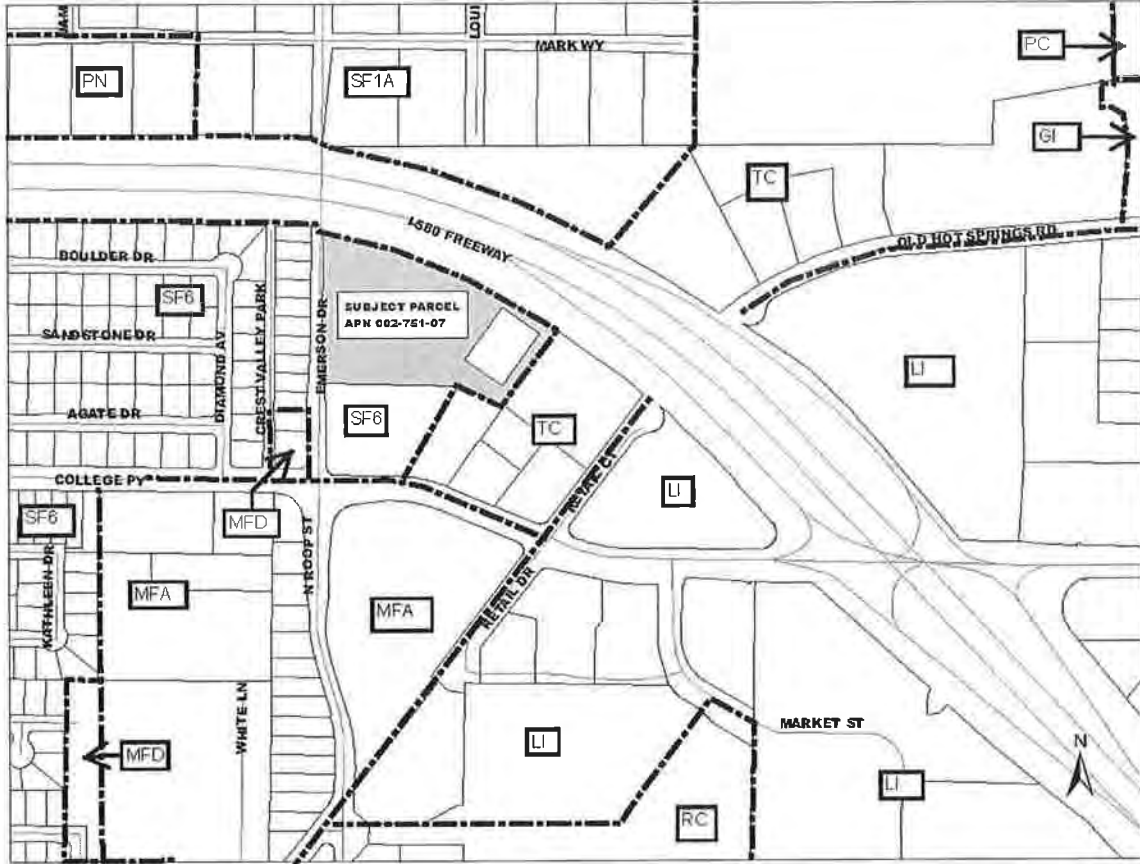 LOUI
MARK WY
PC
PN
SF1A
GI
TC
I-580 FREEWAY
OLD HOT SPRINGS RD
BOULDER DR
SF6
SUBJECT PARCEL
APN 002-751-07
SANDSTONE DR
DIAMOND AV
CREST VALLEY PARK
EMERSON DR
LI
AGATE DR
SF6
TC
RETAIL CT
LI
COLLEGE PY
SF6
MFD
N ROOP ST
KATHLEEN DR
MFA
MFA
RETAIL DR
WHITE LN
MARKET ST
N
MFD
LI
LI
RC